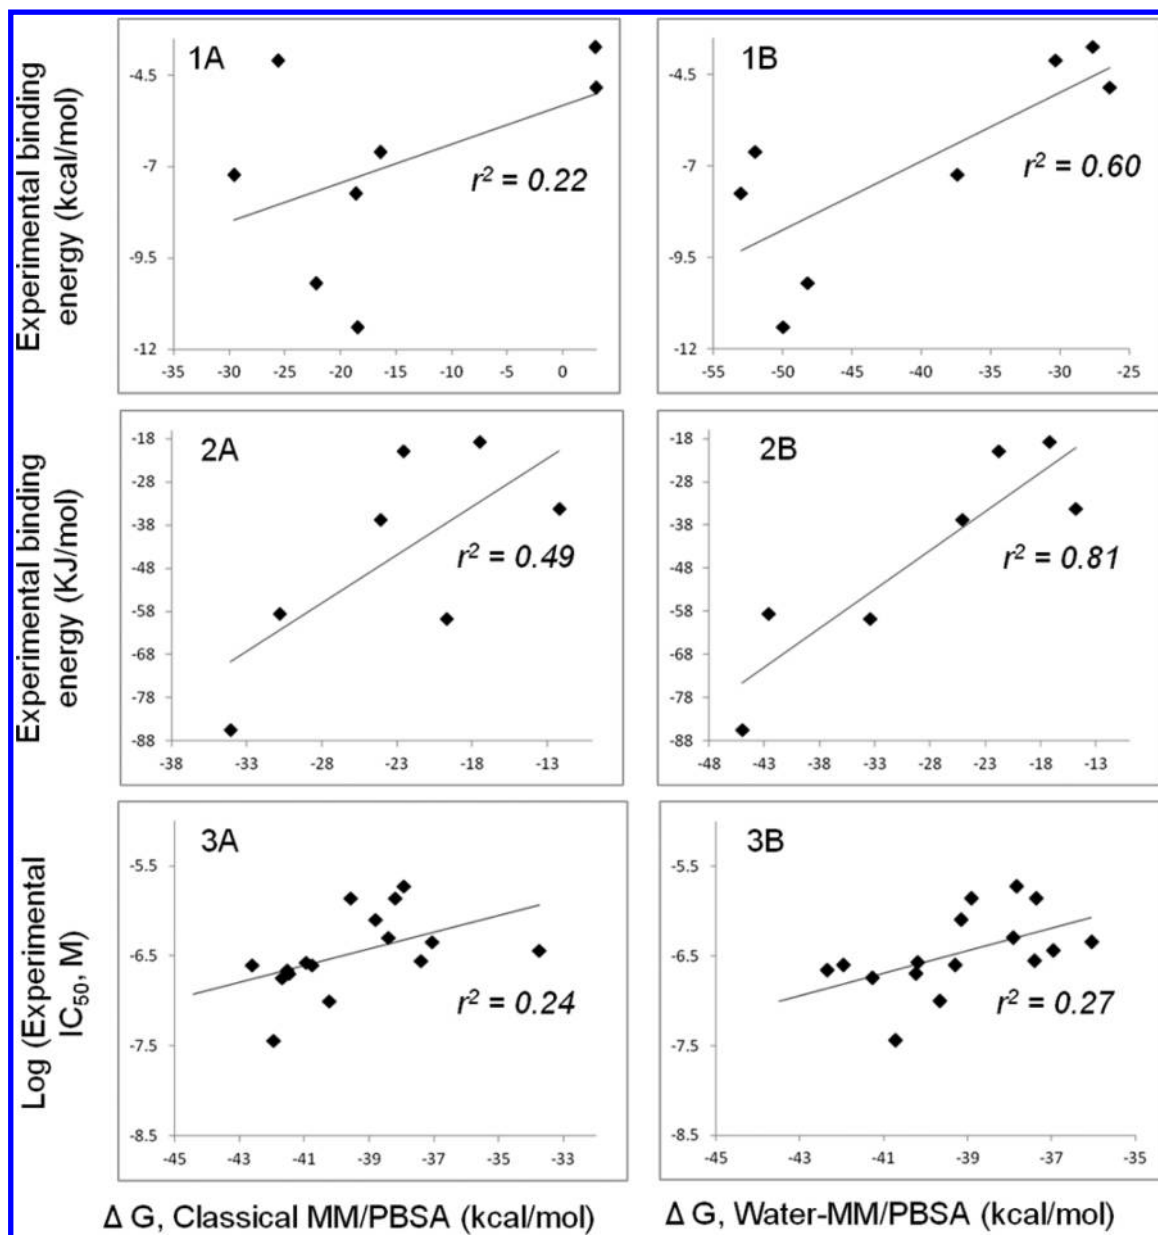 Experimental binding
energy (kcal/mol)
1A
-4.5
-7
-9.5
-12
-35 -30 -25 -20 -15 -10 -5 0
r² = 0.22
1B
-4.5
-7
-9.5
-12
-55 -50 -45 -40 -35 -30 -25
r² = 0.60
Experimental binding
energy (KJ/mol)
2A
-18
-28
-38
-48
-58
-68
-78
-88
-38 -33 -28 -23 -18 -13
r² = 0.49
2B
-18
-28
-38
-48
-58
-68
-78
-88
-48 -43 -38 -33 -28 -23 -18 -13
r² = 0.81
Log (Experimental
IC₅₀, M)
3A
-5.5
-6.5
-7.5
-8.5
-45 -43 -41 -39 -37 -35 -33
r² = 0.24
3B
-5.5
-6.5
-7.5
-8.5
-45 -43 -41 -39 -37 -35
r² = 0.27
Δ G, Classical MM/PBSA (kcal/mol)
Δ G, Water-MM/PBSA (kcal/mol)